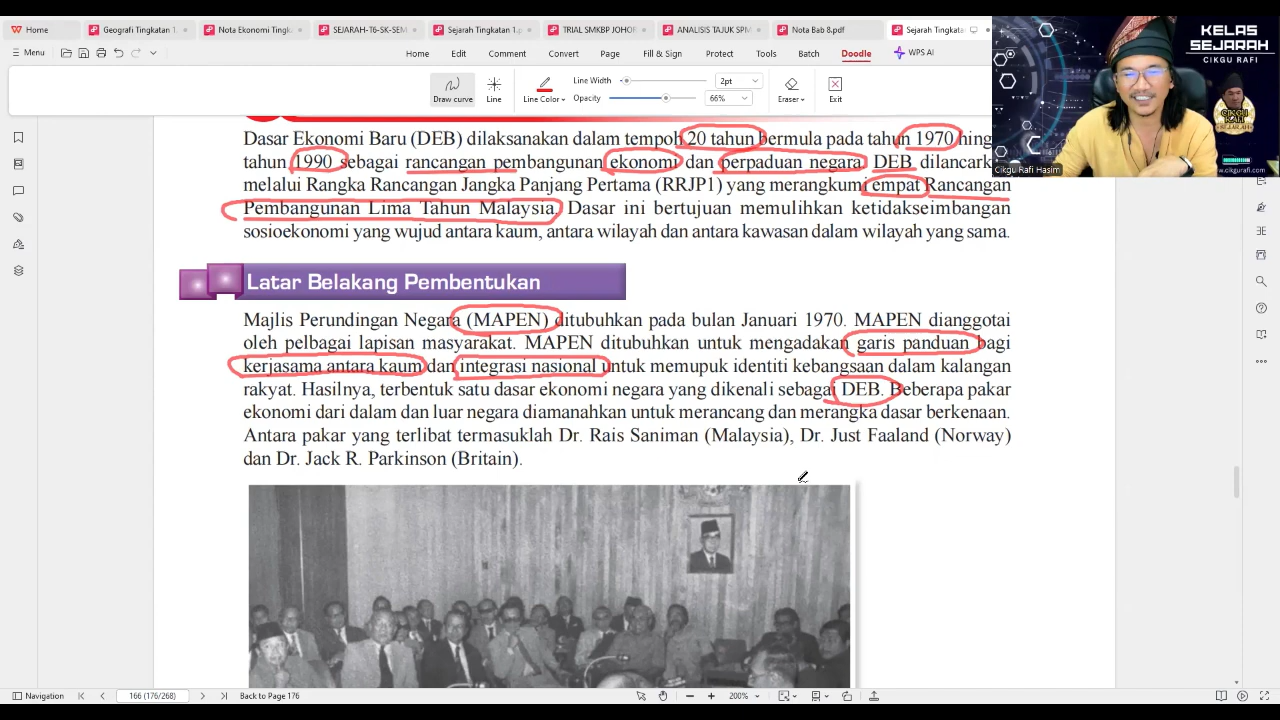 Home
Geografi Tingkatan 1.
Nota Ekonomi Tingk
SEJARAH-T6-SK-SEM
Sejarah Tingkatan 1.p
TRIAL SMKBP JOHOR
ANALISIS TAJUK SPM
Nota Bab 8.pdf
Sejarah Tingkata
KELAS
SEJARAH
CIKGU RAFI
Menu
Home
Edit
Comment
Convert
Page
Fill & Sign
Protect
Tools
Batch
Doodle
WPS AI
Draw curve
Line
Line Color
Line Width
2pt
Opacity
66%
Eraser
Exit
CIKGU
RAFI
SEJARAH
Cikgu Rafi Hasim
.cikgurafi.com
Dasar Ekonomi Baru (DEB) dilaksanakan dalam tempoh 20 tahun bermula pada tahun 1970 hing
tahun 1990 sebagai rancangan pembangunan ekonomi dan perpaduan negara. DEB dilancark
melalui Rangka Rancangan Jangka Panjang Pertama (RRJP1) yang merangkumi empat Rancangan
Pembangunan Lima Tahun Malaysia. Dasar ini bertujuan memulihkan ketidakseimbangan
sosioekonomi yang wujud antara kaum, antara wilayah dan antara kawasan dalam wilayah yang sama.
Latar Belakang Pembentukan
Majlis Perundingan Negara (MAPEN) ditubuhkan pada bulan Januari 1970. MAPEN dianggotai
oleh pelbagai lapisan masyarakat. MAPEN ditubuhkan untuk mengadakan garis panduan bagi
kerjasama antara kaum dan integrasi nasional untuk memupuk identiti kebangsaan dalam kalangan
rakyat. Hasilnya, terbentuk satu dasar ekonomi negara yang dikenali sebagai DEB. Beberapa pakar
ekonomi dari dalam dan luar negara diamanahkan untuk merancang dan merangka dasar berkenaan.
Antara pakar yang terlibat termasuklah Dr. Rais Saniman (Malaysia), Dr. Just Faaland (Norway)
dan Dr. Jack R. Parkinson (Britain).
Navigation
166 (176/268)
Back to Page 176
200%